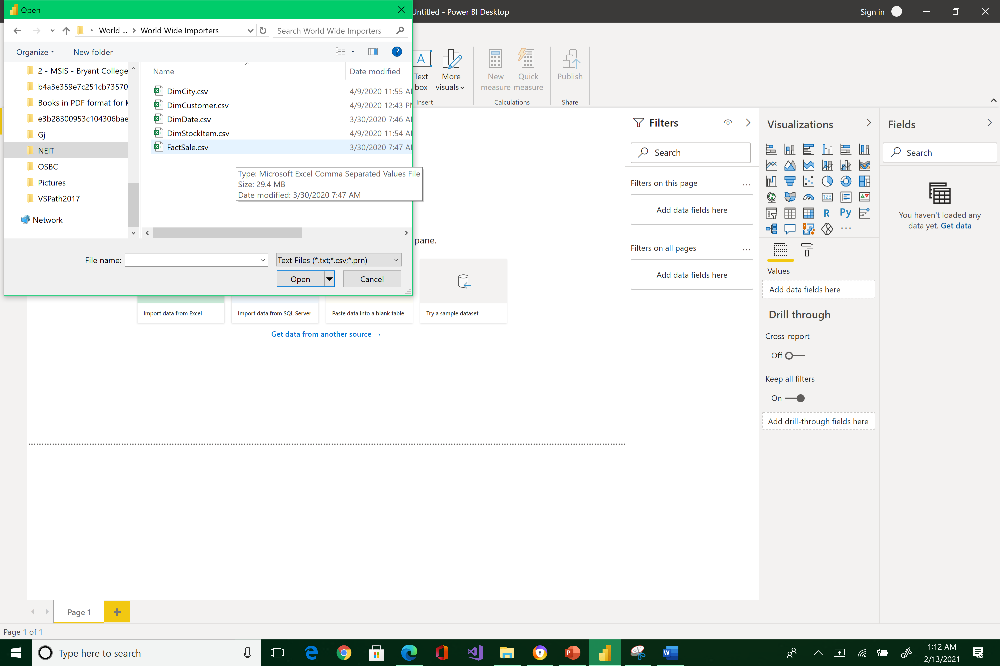 Open
Untitled - Power BI Desktop
Sign in
« World ... > World Wide Importers
Search World Wide Importers
Organize
New folder
Name
Date modified
2 - MSIS - Bryant College
b4a3e359e7c251cb73570
Books in PDF format for K
e3b28300953c104306bae
Gj
NEIT
OSBC
Pictures
VSPath2017
Network
DimCity.csv 4/9/2020 11:55 AM
DimCustomer.csv 4/9/2020 12:43 PM
DimDate.csv 3/30/2020 7:46 AM
DimStockItem.csv 4/9/2020 11:54 AM
FactSale.csv 3/30/2020 7:47 AM
Type: Microsoft Excel Comma Separated Values File
Size: 29.4 MB
Date modified: 3/30/2020 7:47 AM
File name:
Text Files (*.txt;*.csv;*.prn)
Open
Cancel
Text
box
More
visuals
Insert
New
measure
Quick
measure
Calculations
Publish
Share
pane.
Import data from Excel
Import data from SQL Server
Paste data into a blank table
Try a sample dataset
Get data from another source →
Filters
Search
Filters on this page
...
Add data fields here
Filters on all pages
...
Add data fields here
Visualizations
123
R
Py
...
Values
Add data fields here
Drill through
Cross-report
Off
Keep all filters
On
Add drill-through fields here
Fields
Search
You haven't loaded any
data yet. Get data
Page 1
Page 1 of 1
Type here to search
1:12 AM
2/13/2021